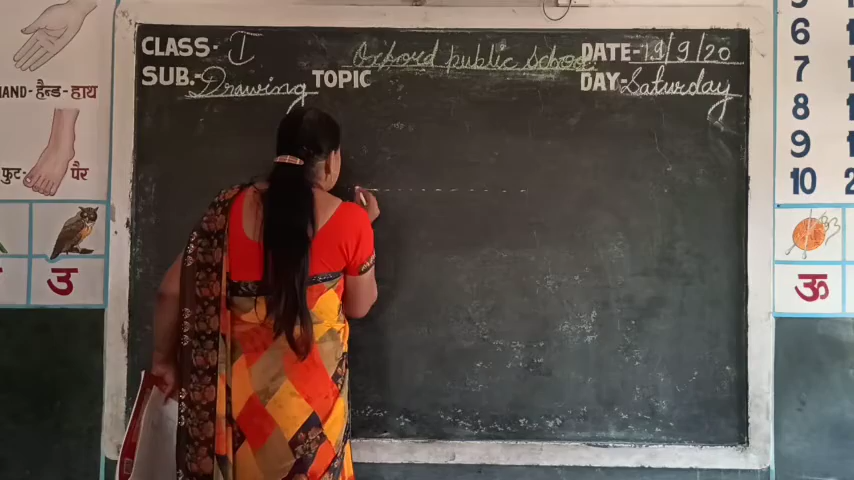 CLASS- I Oxford public School DATE- 19/9/20
SUB.- Drawing TOPIC DAY- Saturday
HAND - हैन्ड - हाथ
फुट- पैर
उ
6
7
8
9
10
ऊ